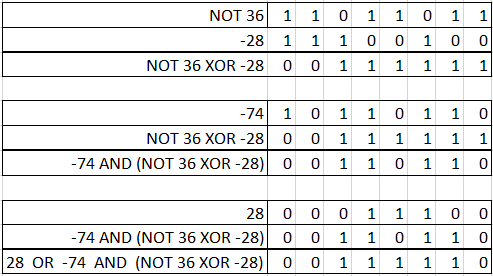 NOT 36 1 1 0 1 1 0 1 1
-28 1 1 1 0 0 1 0 0
NOT 36 XOR -28 0 0 1 1 1 1 1 1
-74 1 0 1 1 0 1 1 0
NOT 36 XOR -28 0 0 1 1 1 1 1 1
-74 AND (NOT 36 XOR -28) 0 0 1 1 0 1 1 0
28 0 0 0 1 1 1 0 0
-74 AND (NOT 36 XOR -28) 0 0 1 1 0 1 1 0
28 OR -74 AND (NOT 36 XOR -28) 0 0 1 1 1 1 1 0